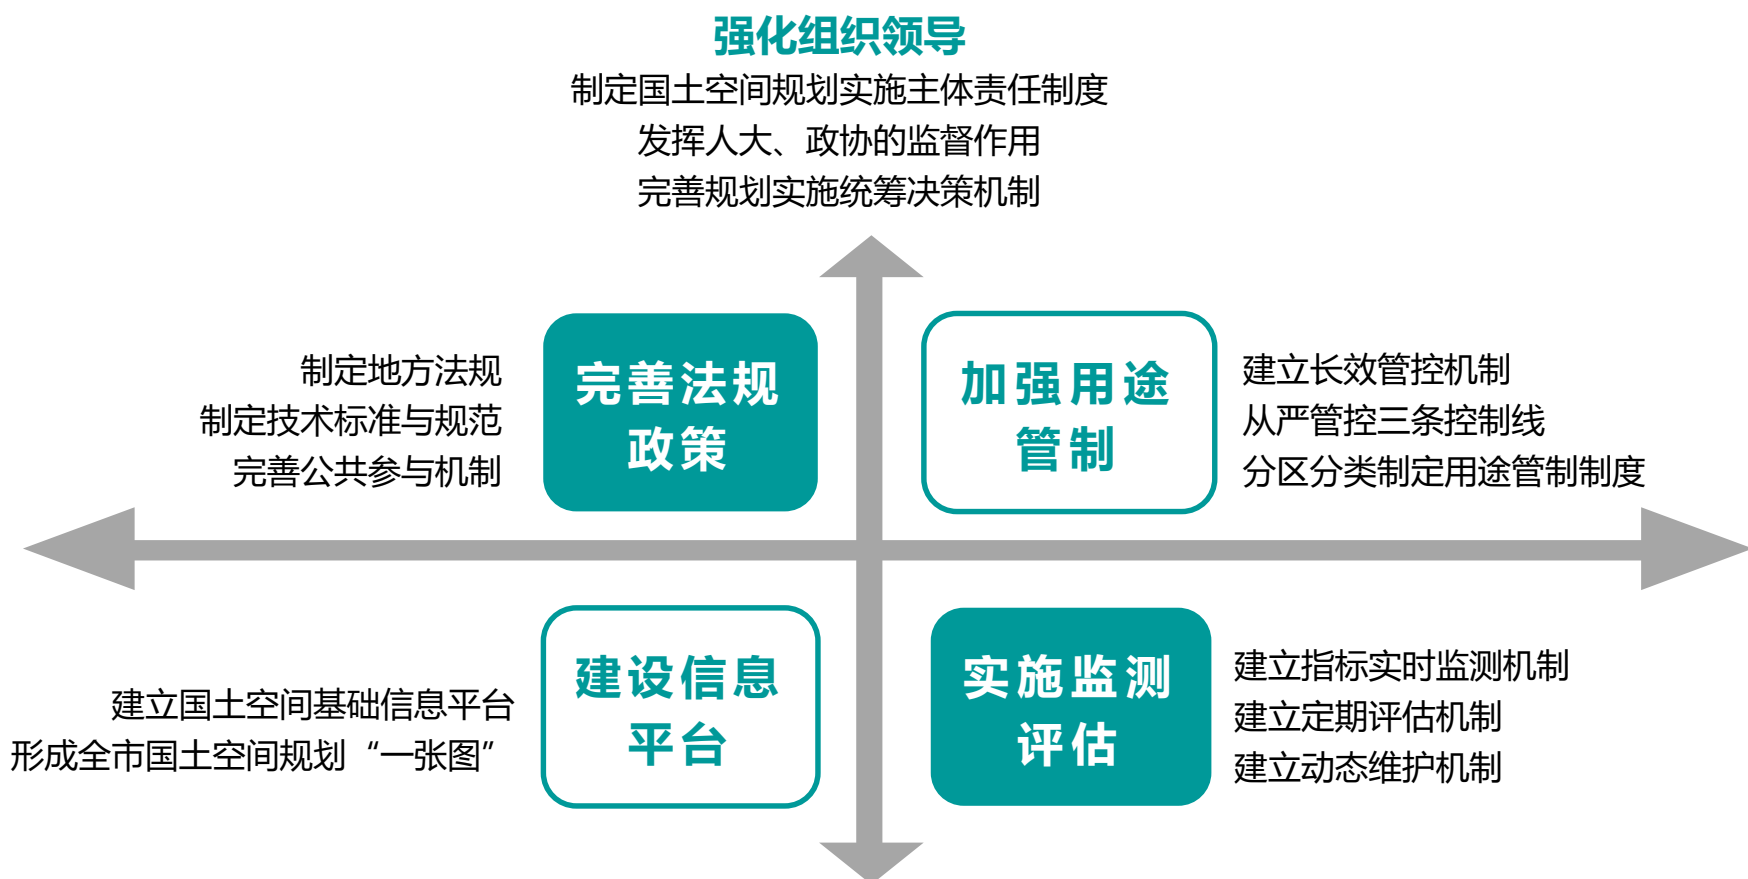 强化组织领导
制定国土空间规划实施主体责任制度
发挥人大、政协的监督作用
完善规划实施统筹决策机制
制定地方法规
制定技术标准与规范
完善公共参与机制
完善法规
政策
加强用途
管制
建立长效管控机制
从严管控三条控制线
分区分类制定用途管制制度
建立国土空间基础信息平台
形成全市国土空间规划“一张图”
建设信息
平台
实施监测
评估
建立指标实时监测机制
建立定期评估机制
建立动态维护机制